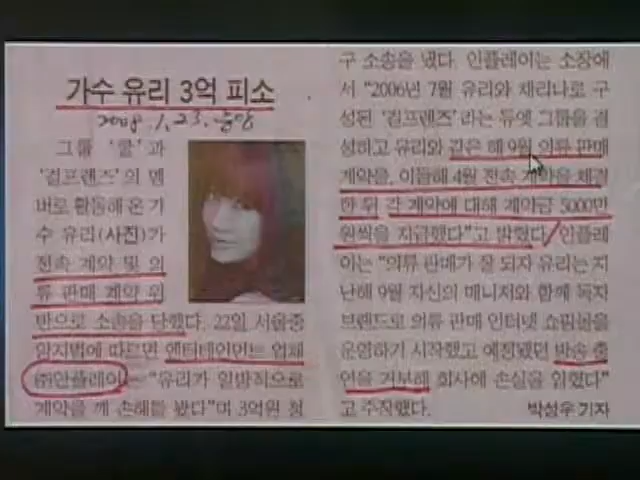 가수 유리 3억 피소
2008. 1. 23. 중앙
그룹 '쿨'과
'걸프렌즈'의 멤
버로 활동해 온 가
수 유리(사진)가
전속 계약 및 의
류 판매 계약 위
반으로 소송을 당했다. 22일 서울중
앙지법에 따르면 엔터테인먼트 업체
㈜인플레이는 "유리가 일방적으로
계약을 깨 손해를 봤다"며 3억원 청
구 소송을 냈다. 인플레이는 소장에
서 "2006년 7월 유리와 채리나로 구
성된 '걸프렌즈'라는 듀엣 그룹을 결
성하고 유리와 같은 해 9월 의류 판매
계약을, 이듬해 4월 전속 계약을 체결
한 뒤 각 계약에 대해 계약금 5000만
원씩을 지급했다"고 밝혔다. 인플레
이는 "의류 판매가 잘 되자 유리는 지
난해 9월 자신의 매니저와 함께 독자
브랜드로 의류 판매 인터넷 쇼핑몰을
운영하기 시작했고 예정됐던 방송 출
연을 거부해 회사에 손실을 입혔다"
고 주장했다.
박성우 기자